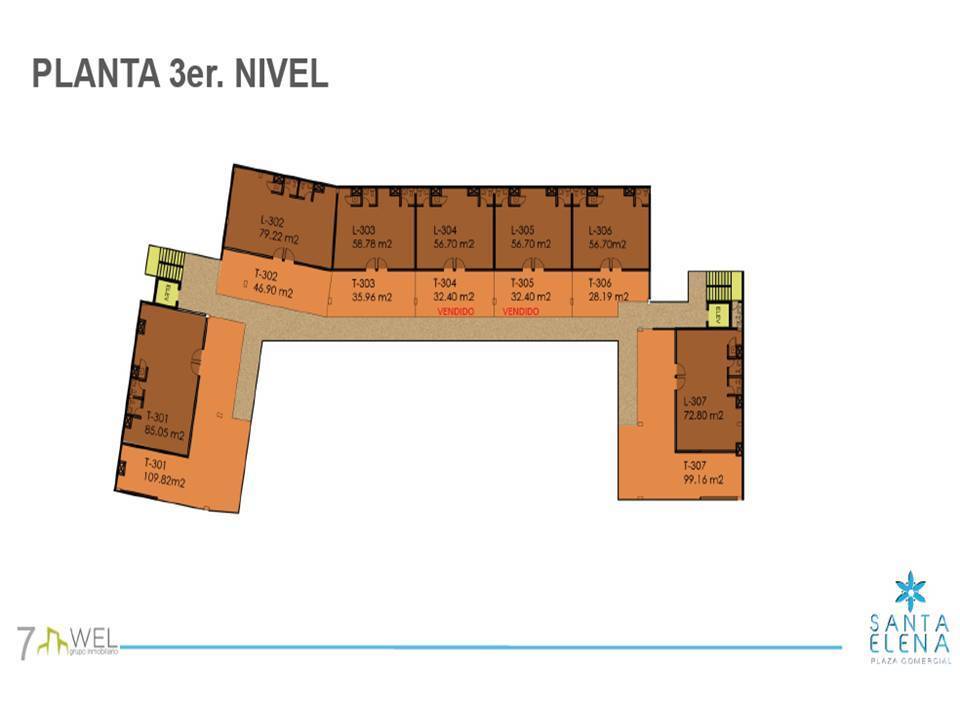 PLANTA 3er. NIVEL
L-302
79.22 m2
L-303
58.78 m2
L-304
56.70 m2
L-305
56.70 m2
L-306
56.70m2
T-302
46.90 m2
T-303
35.96 m2
T-304
32.40 m2
VENDIDO
T-305
32.40 m2
VENDIDO
T-306
28.19 m2
ELEV
ELEV
T-301
85.05 m2
T-301
109.82m2
L-307
72.80 m2
T-307
99.16 m2
7
WEL
grupo inmobiliario
SANTA
ELENA
PLAZA COMERCIAL